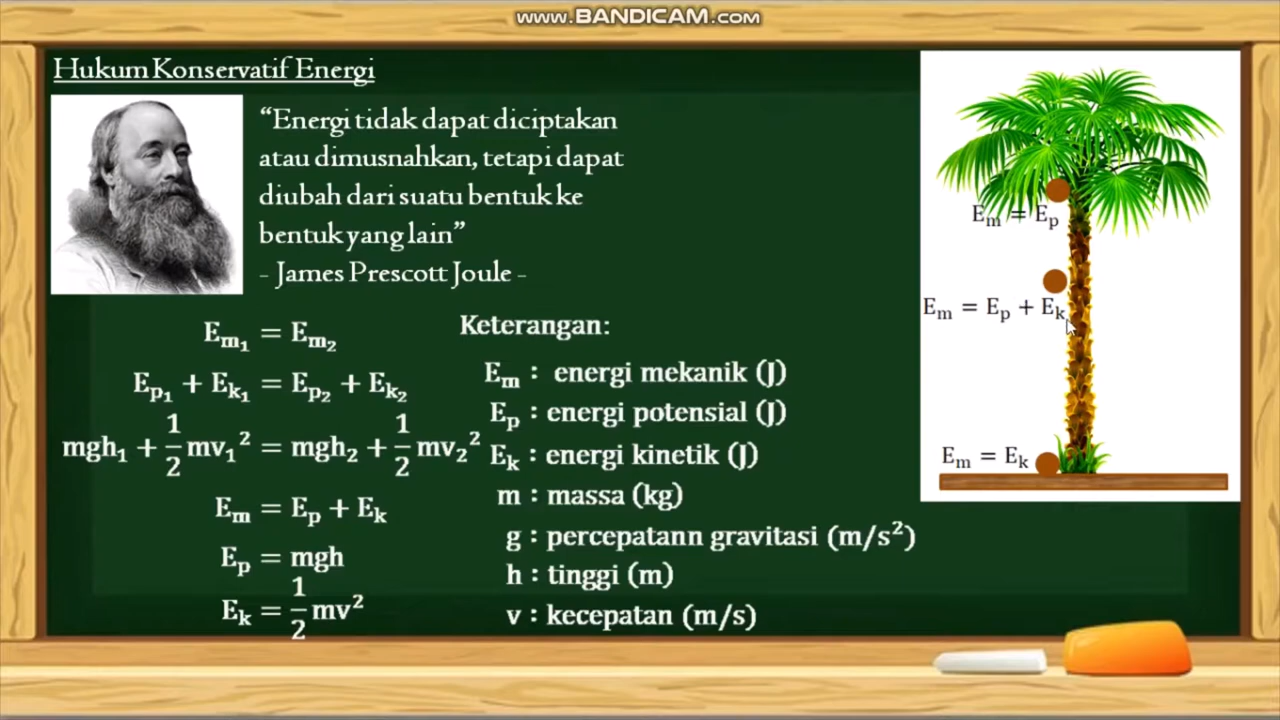 www.BANDICAM.com
Hukum Konservatif Energi
“Energi tidak dapat diciptakan
atau dimusnahkan, tetapi dapat
diubah dari suatu bentuk ke
bentuk yang lain”
- James Prescott Joule -
Eₘ₁ = Eₘ₂
Eₚ₁ + Eₖ₁ = Eₚ₂ + Eₖ₂
mgh₁ + 1/2 mv₁² = mgh₂ + 1/2 mv₂²
Eₘ = Eₚ + Eₖ
Eₚ = mgh
Eₖ = 1/2 mv²
Keterangan:
Eₘ : energi mekanik (J)
Eₚ : energi potensial (J)
Eₖ : energi kinetik (J)
m : massa (kg)
g : percepatann gravitasi (m/s²)
h : tinggi (m)
v : kecepatan (m/s)
Eₘ = Eₚ
Eₘ = Eₚ + Eₖ
Eₘ = Eₖ